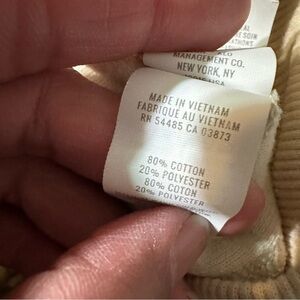 MANAGEMENT CO.
NEW YORK, NY
MADE IN VIETNAM
FABRIQUÉ AU VIETNAM
RN 54485 CA 03873
80% COTTON
20% POLYESTER
80% COTON
20% POLYESTER